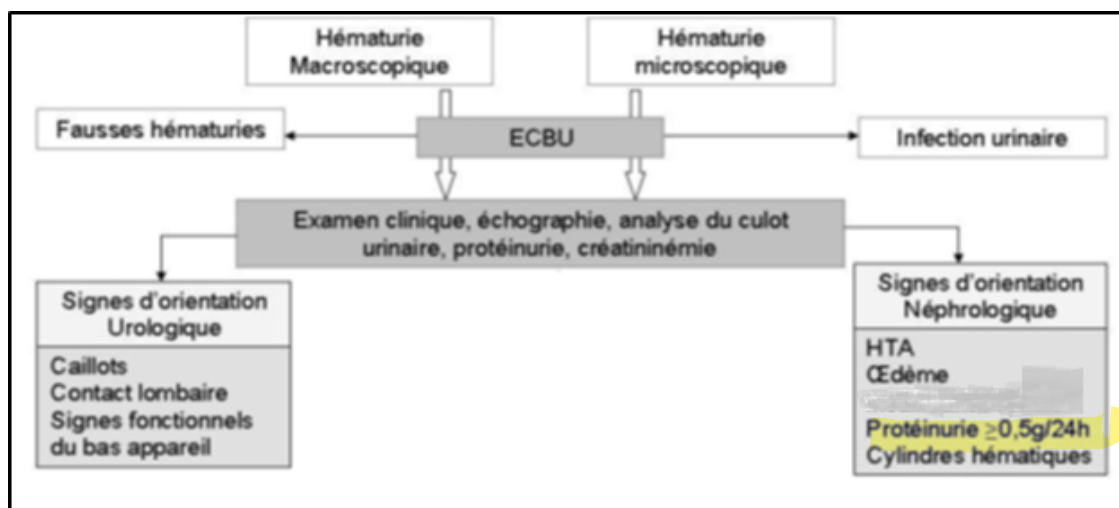 Hématurie
Macroscopique
Hématurie
microscopique
Fausses hématuries
ECBU
Infection urinaire
Examen clinique, échographie, analyse du culot
urinaire, protéinurie, créatininémie
Signes d'orientation
Urologique
Caillots
Contact lombaire
Signes fonctionnels
du bas appareil
Signes d'orientation
Néphrologique
HTA
Œdème
Protéinurie ≥0,5g/24h
Cylindres hématiques